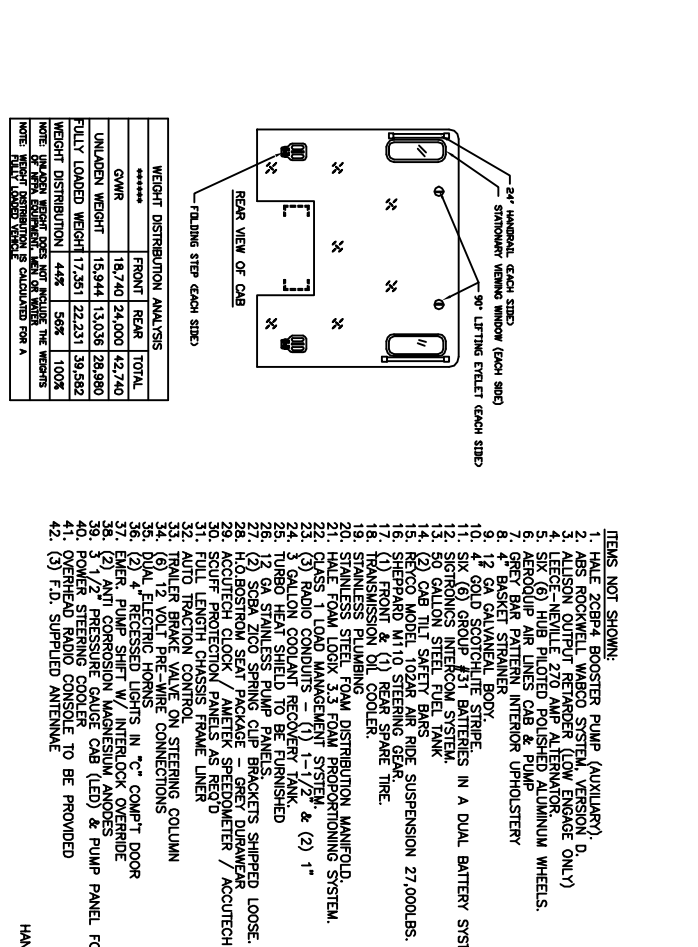 24" HANDRAIL (EACH SIDE)
STATIONARY VIEWING WINDOW (EACH SIDE)
90° LIFTING EYELET (EACH SIDE)
REAR VIEW OF CAB
FOLDING STEP (EACH SIDE)
WEIGHT DISTRIBUTION ANALYSIS
****** FRONT REAR TOTAL
GVWR 18,740 24,000 42,740
UNLADEN WEIGHT 15,944 13,036 28,980
FULLY LOADED WEIGHT 17,351 22,231 39,582
WEIGHT DISTRIBUTION 44% 56% 100%
NOTE: UNLADEN WEIGHT DOES NOT INCLUDE THE WEIGHTS
OF NFPA EQUIPMENT, MEN OR WATER
NOTE: WEIGHT DISTRIBUTION IS CALCULATED FOR A
FULLY LOADED VEHICLE
ITEMS NOT SHOWN:
1. HALE 2CBP4 BOOSTER PUMP (AUXILIARY).
2. ABS ROCKWELL WABCO SYSTEM, VERSION D.
3. ALLISON OUTPUT RETARDER (LOW ENGAGE ONLY)
4. LEECE-NEVILLE 270 AMP ALTERNATOR.
5. SIX (6) HUB PILOTED POLISHED ALUMINUM WHEELS.
6. AEROQUIP AIR LINES CAB & PUMP
7. GREY BAR PATTERN INTERIOR UPHOLSTERY
8. 4" BASKET STRAINER
9. 12 GA GALVANEAL BODY.
10. 4" GOLD SCOTCHLITE STRIPE.
11. SIX (6) GROUP #31 BATTERIES IN A DUAL BATTERY SYST
12. SIGTRONICS INTERCOM SYSTEM.
13. 50 GALLON STEEL FUEL TANK
14. (2) CAB TILT SAFETY BARS
15. REYCO MODEL 102AR AIR RIDE SUSPENSION 27,000LBS.
16. SHEPPARD M110 STEERING GEAR.
17. (1) FRONT & (1) REAR SPARE TIRE.
18. TRANSMISSION OIL COOLER.
19. STAINLESS PLUMBING
20. STAINLESS STEEL FOAM DISTRIBUTION MANIFOLD.
21. HALE FOAM LOGIX 3.3 FOAM PROPORTIONING SYSTEM.
22. CLASS 1 LOAD MANAGEMENT SYSTEM.
23. (3) RADIO CONDUITS - (1) 1-1/2" & (2) 1"
24. 1 GALLON COOLANT RECOVERY TANK.
25. TURBO HEAT SHIELD TO BE FURNISHED
26. 12 GA STAINLESS PUMP PANELS.
27. (2) SCBA ZICO SPRING CLIP BRACKETS SHIPPED LOOSE.
28. H.O.BOSTROM SEAT PACKAGE - GREY DURAWEAR
29. ACCUTECH CLOCK / AMETEK SPEEDOMETER / ACCUTECH
30. SCUFF PROTECTION PANELS AS REQ'D
31. FULL LENGTH CHASSIS FRAME LINER
32. AUTO TRACTION CONTROL
33. TRAILER BRAKE VALVE ON STEERING COLUMN
34. (6) 12 VOLT PRE-WIRE CONNECTIONS
35. DUAL ELECTRIC HORNS
36. (2) 4" RECESSED LIGHTS IN "C" COMP'T DOOR
37. EMER. PUMP SHIFT W/ INTERLOCK OVERRIDE
38. (2) ANTI CORROSION MAGNESIUM ANODES
39. 3 1/2" PRESSURE GAUGE CAB (LED) & PUMP PANEL FO
40. POWER STEERING COOLER
41. OVERHEAD RADIO CONSOLE TO BE PROVIDED
42. (3) F.D. SUPPLIED ANTENNAE
HAN